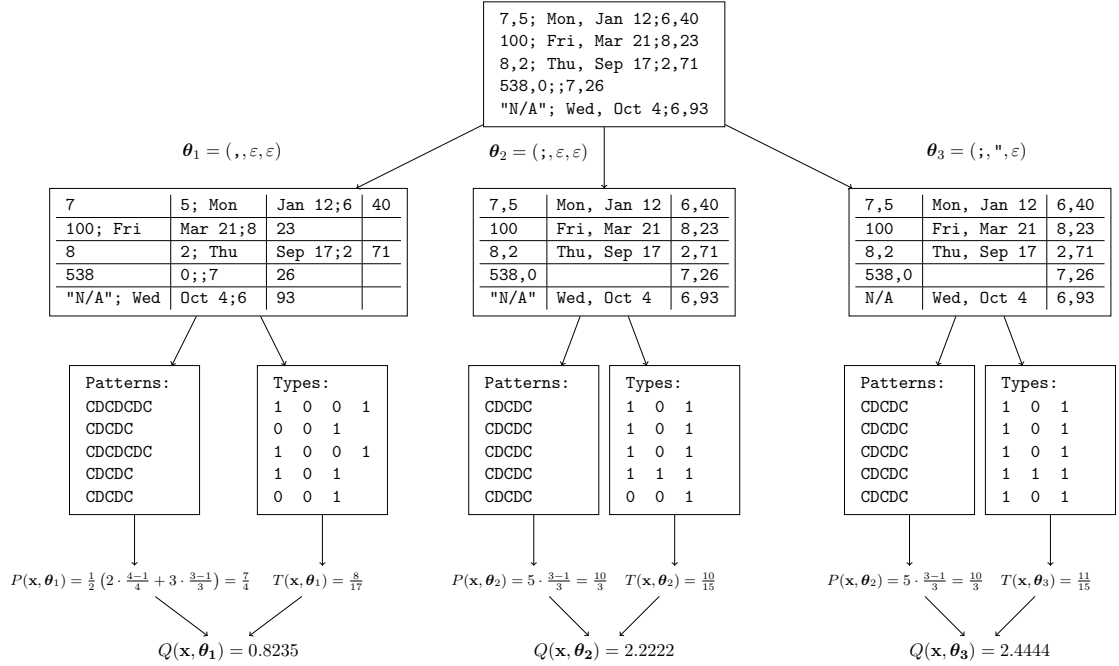 7,5; Mon, Jan 12;6,40
100; Fri, Mar 21;8,23
8,2; Thu, Sep 17;2,71
538,0;;7,26
"N/A"; Wed, Oct 4;6,93
θ₁ = (,, ε, ε)
θ₂ = (;, ε, ε)
θ₃ = (;, ", ε)
7 5; Mon Jan 12;6 40
100; Fri Mar 21;8 23
8 2; Thu Sep 17;2 71
538 0;;7 26
"N/A"; Wed Oct 4;6 93
7,5 Mon, Jan 12 6,40
100 Fri, Mar 21 8,23
8,2 Thu, Sep 17 2,71
538,0 7,26
"N/A" Wed, Oct 4 6,93
7,5 Mon, Jan 12 6,40
100 Fri, Mar 21 8,23
8,2 Thu, Sep 17 2,71
538,0 7,26
N/A Wed, Oct 4 6,93
Patterns:
CDCDCDC
CDCDC
CDCDCDC
CDCDC
CDCDC
Types:
1 0 0 1
0 0 1
1 0 0 1
1 0 1
0 0 1
Patterns:
CDCDC
CDCDC
CDCDC
CDCDC
CDCDC
Types:
1 0 1
1 0 1
1 0 1
1 1 1
0 0 1
Patterns:
CDCDC
CDCDC
CDCDC
CDCDC
CDCDC
Types:
1 0 1
1 0 1
1 0 1
1 1 1
1 0 1
P(x, θ₁) = 1/2 (2 · (4−1)/4 + 3 · (3−1)/3) = 7/4
T(x, θ₁) = 8/17
P(x, θ₂) = 5 · (3−1)/3 = 10/3
T(x, θ₂) = 10/15
P(x, θ₂) = 5 · (3−1)/3 = 10/3
T(x, θ₃) = 11/15
Q(x, θ₁) = 0.8235
Q(x, θ₂) = 2.2222
Q(x, θ₃) = 2.4444